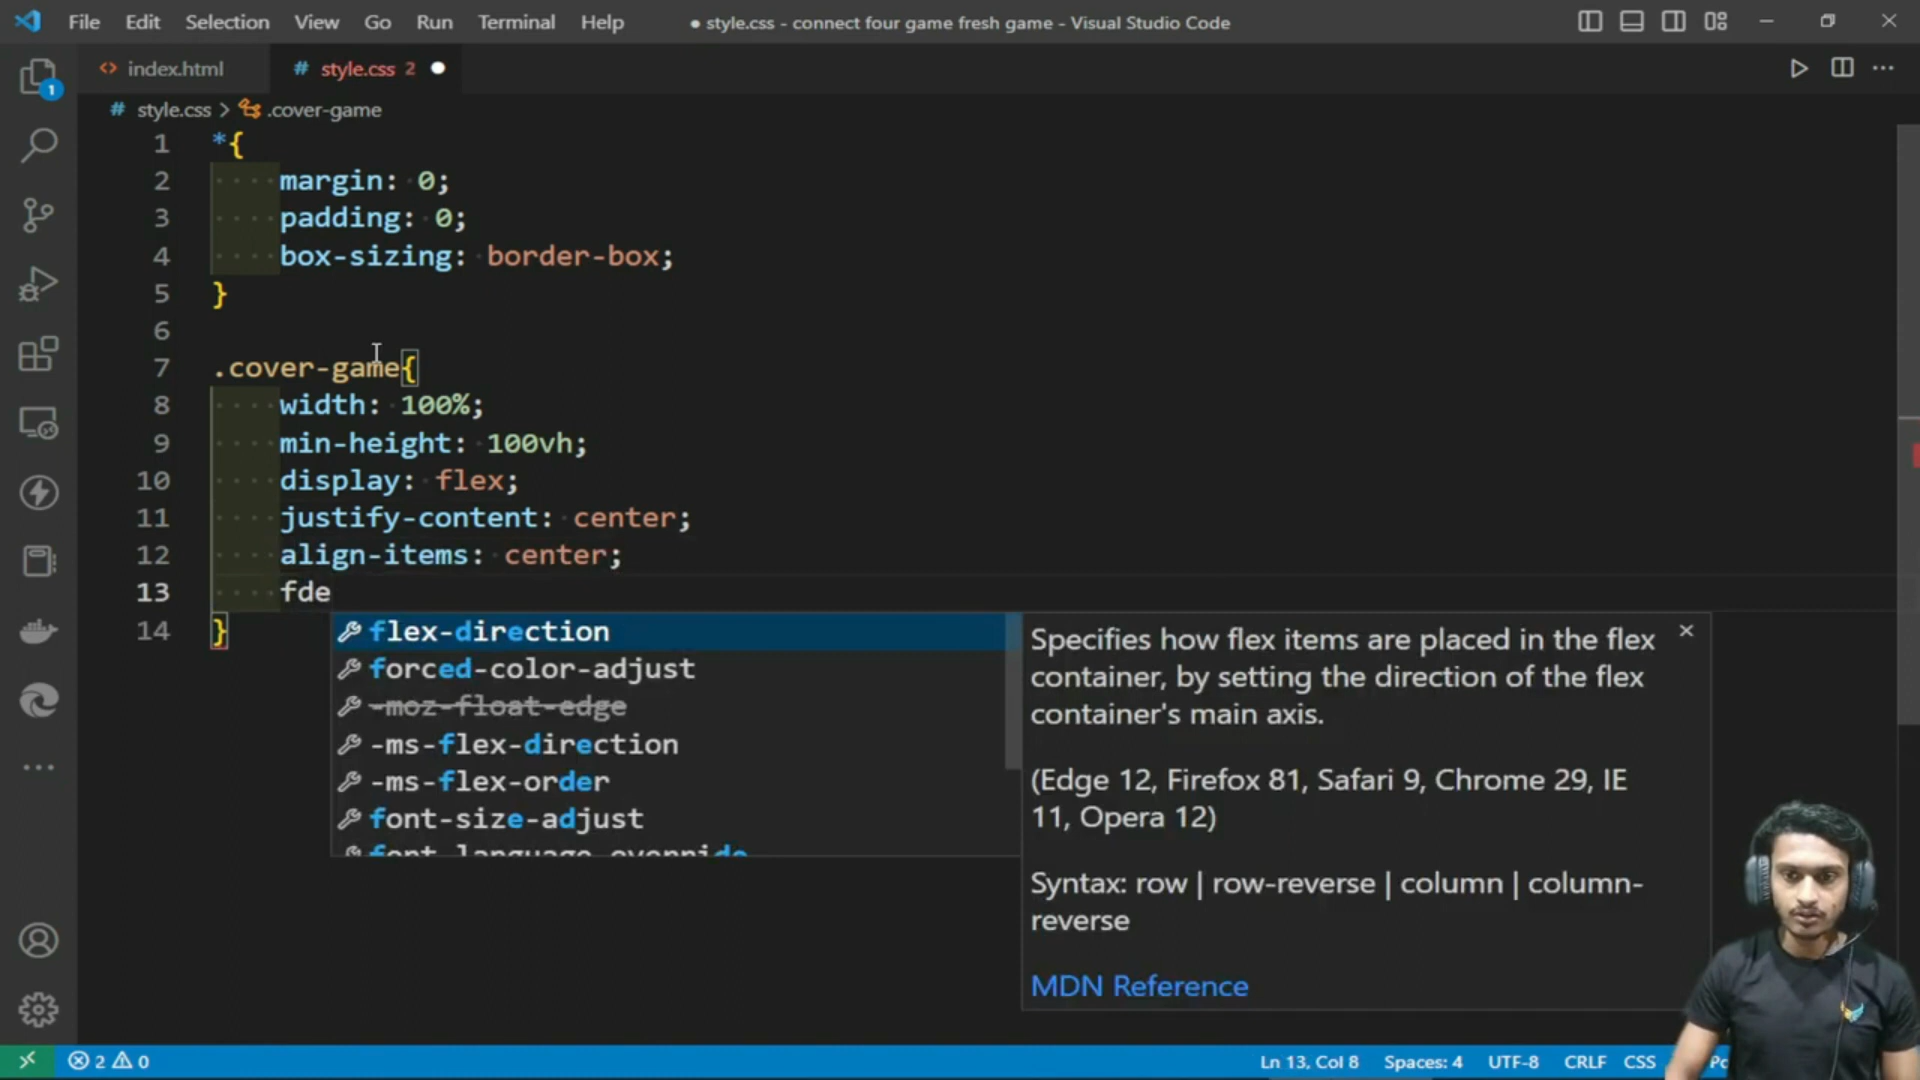 File Edit Selection View Go Run Terminal Help ● style.css - connect four game fresh game - Visual Studio Code
index.html # style.css 2 ●
# style.css > .cover-game
1 *{
2 margin: 0;
3 padding: 0;
4 box-sizing: border-box;
5 }
6
7 .cover-game{
8 width: 100%;
9 min-height: 100vh;
10 display: flex;
11 justify-content: center;
12 align-items: center;
13 fde
14 }
flex-direction
forced-color-adjust
-moz-float-edge
-ms-flex-direction
-ms-flex-order
font-size-adjust
font-language-override
Specifies how flex items are placed in the flex
container, by setting the direction of the flex
container's main axis.
(Edge 12, Firefox 81, Safari 9, Chrome 29, IE
11, Opera 12)
Syntax: row | row-reverse | column | column-
reverse
MDN Reference
1
2 0 Ln 13, Col 8 Spaces: 4 UTF-8 CRLF CSS